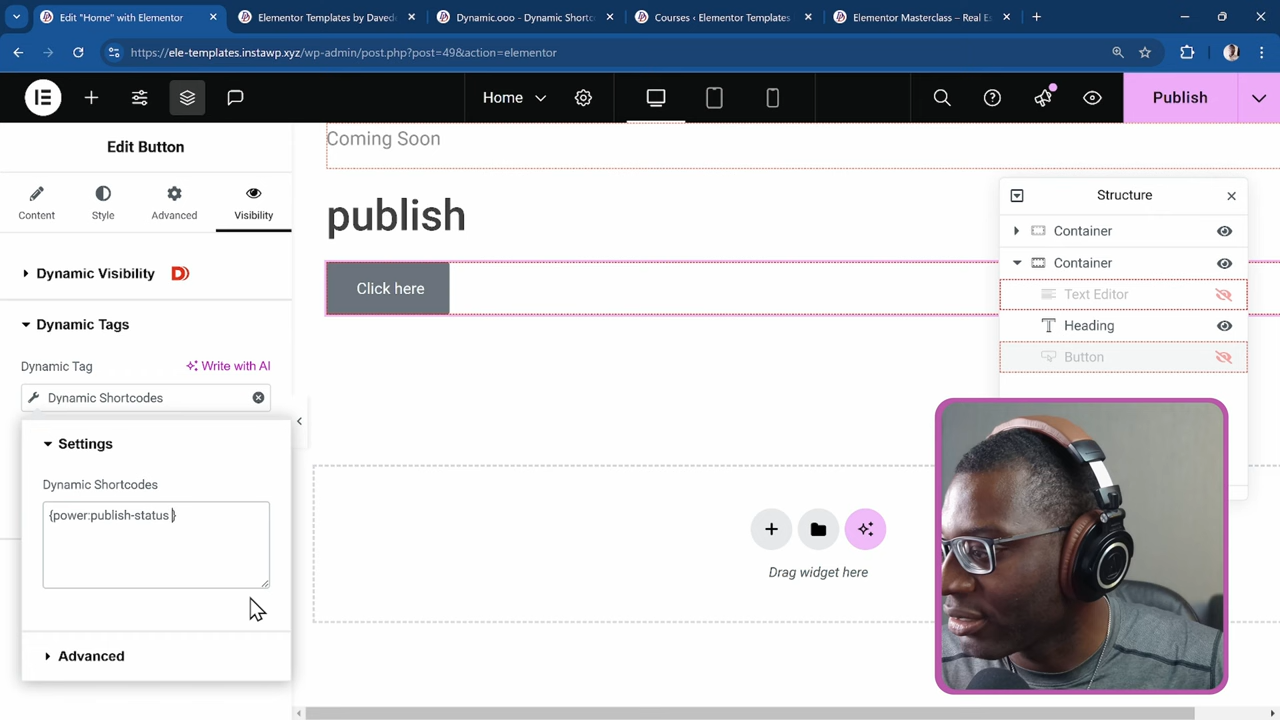 Edit "Home" with Elementor
Elementor Templates by Davede
Dynamic.ooo - Dynamic Shortc
Courses ‹ Elementor Templates
Elementor Masterclass – Real Es
https://ele-templates.instawp.xyz/wp-admin/post.php?post=49&action=elementor
Home
Publish
Edit Button
Content
Style
Advanced
Visibility
Dynamic Visibility
Dynamic Tags
Dynamic Tag
Write with AI
Dynamic Shortcodes
Settings
Dynamic Shortcodes
{power:publish-status }
Advanced
Coming Soon
publish
Click here
Drag widget here
Structure
Container
Container
Text Editor
Heading
Button